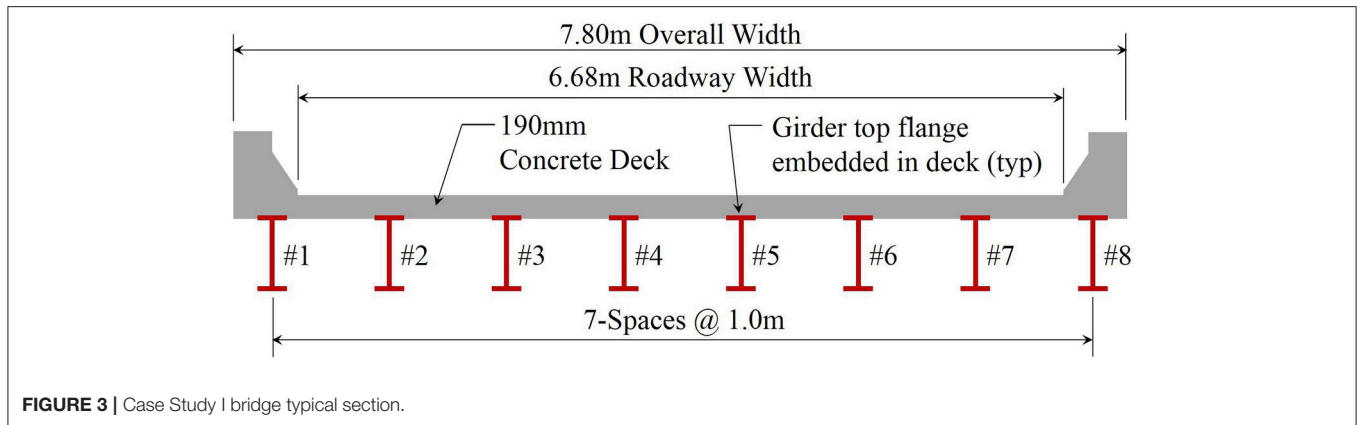 7.80m Overall Width
6.68m Roadway Width
190mm
Concrete Deck
Girder top flange
embedded in deck (typ)
#1
#2
#3
#4
#5
#6
#7
#8
7-Spaces @ 1.0m
FIGURE 3 | Case Study I bridge typical section.